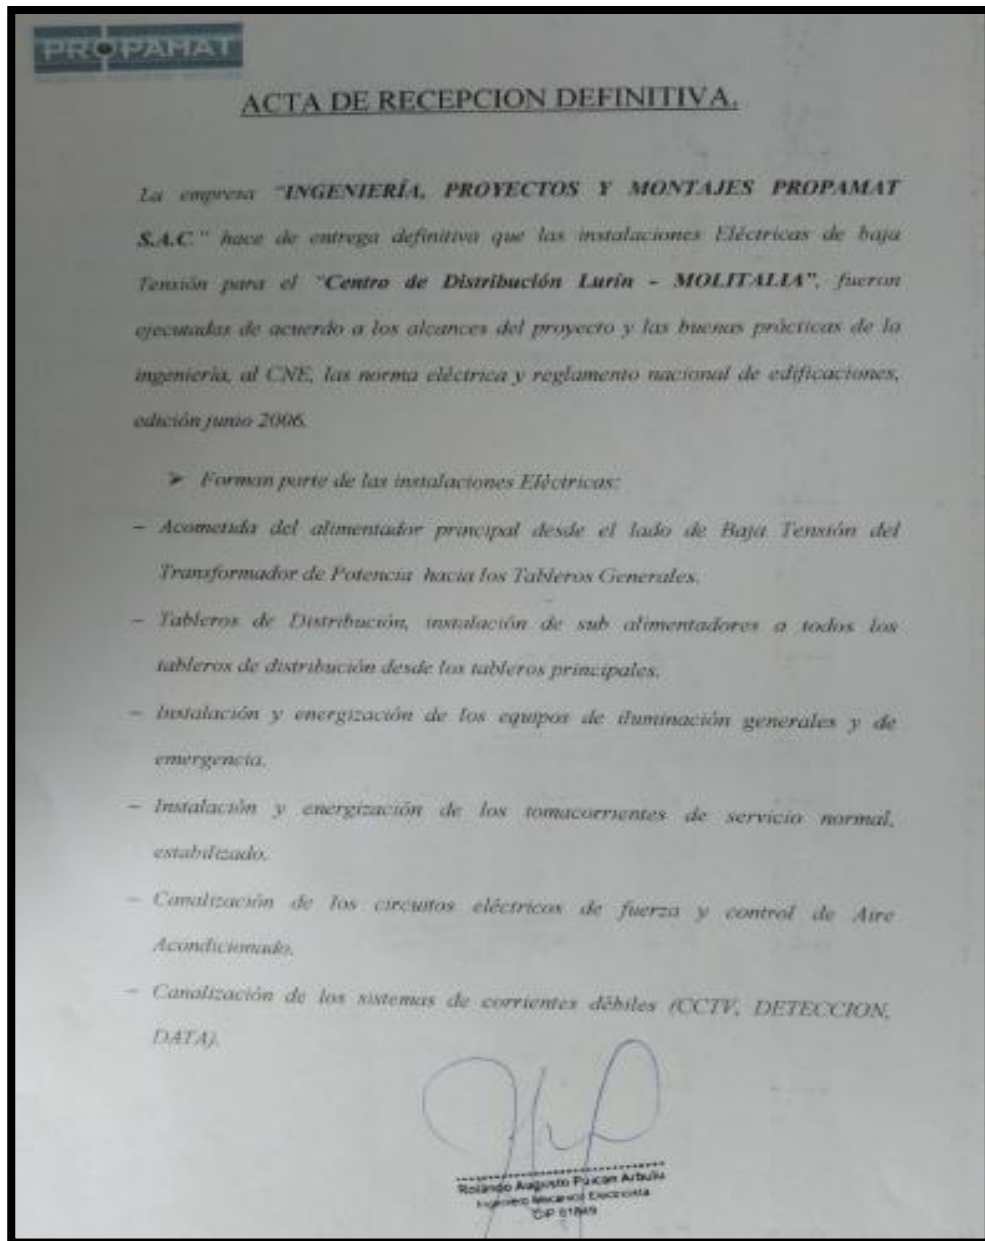 PROPAMAT
ACTA DE RECEPCION DEFINITIVA.
La empresa "INGENIERÍA, PROYECTOS Y MONTAJES PROPAMAT
S.A.C." hace de entrega definitiva que las instalaciones Eléctricas de baja
Tensión para el "Centro de Distribución Lurín - MOLITALIA", fueron
ejecutadas de acuerdo a los alcances del proyecto y las buenas prácticas de la
ingeniería, al CNE, las norma eléctrica y reglamento nacional de edificaciones,
edición junio 2006.
➢ Forman parte de las instalaciones Eléctricas:
– Acometida del alimentador principal desde el lado de Baja Tensión del
Transformador de Potencia hacia los Tableros Generales.
– Tableros de Distribución, instalación de sub alimentadores a todos los
tableros de distribución desde los tableros principales.
– Instalación y energización de los equipos de iluminación generales y de
emergencia.
– Instalación y energización de los tomacorrientes de servicio normal,
estabilizado.
– Canalización de los circuitos eléctricos de fuerza y control de Aire
Acondicionado.
– Canalización de los sistemas de corrientes débiles (CCTV, DETECCION,
DATA).
Rolando Augusto Puican Arbulu
Ingeniero Mecánico Electricista
CIP